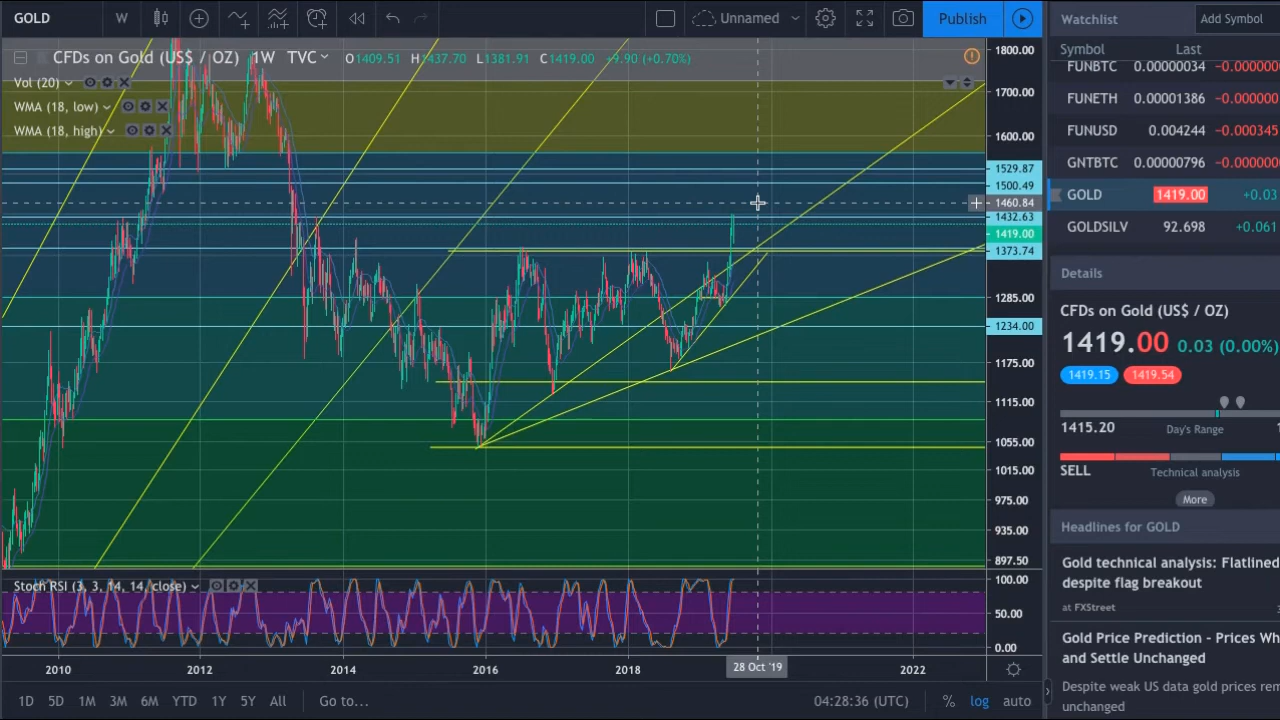 GOLD
W
Unnamed
Publish
CFDs on Gold (US$ / OZ) 1W TVC O1409.51 H1437.70 L1381.91 C1419.00 +9.90 (+0.70%)
Vol (20)
WMA (18, low)
WMA (18, high)
1800.00
1700.00
1600.00
1529.87
1500.49
1460.84
1432.63
1419.00
1373.74
1285.00
1234.00
1175.00
1115.00
1055.00
1015.00
975.00
935.00
897.50
Stoch RSI (3, 3, 14, 14, close)
100.00
50.00
0.00
2010 2012 2014 2016 2018 28 Oct '19 2022
1D 5D 1M 3M 6M YTD 1Y 5Y All Go to... 04:28:36 (UTC) % log auto
Watchlist Add Symbol
Symbol Last
FUNBTC 0.00000034 -0.0000000
FUNETH 0.00001386 -0.000000
FUNUSD 0.004244 -0.000345
GNTBTC 0.00000796 -0.0000000
GOLD 1419.00 +0.03
GOLDSILV 92.698 +0.061
Details
CFDs on Gold (US$ / OZ)
1419.00 0.03 (0.00%)
1419.15 1419.54
1415.20 Day's Range
SELL Technical analysis
More
Headlines for GOLD
Gold technical analysis: Flatlined
despite flag breakout
at FXStreet
Gold Price Prediction - Prices Wh
and Settle Unchanged
Despite weak US data gold prices rem
unchanged